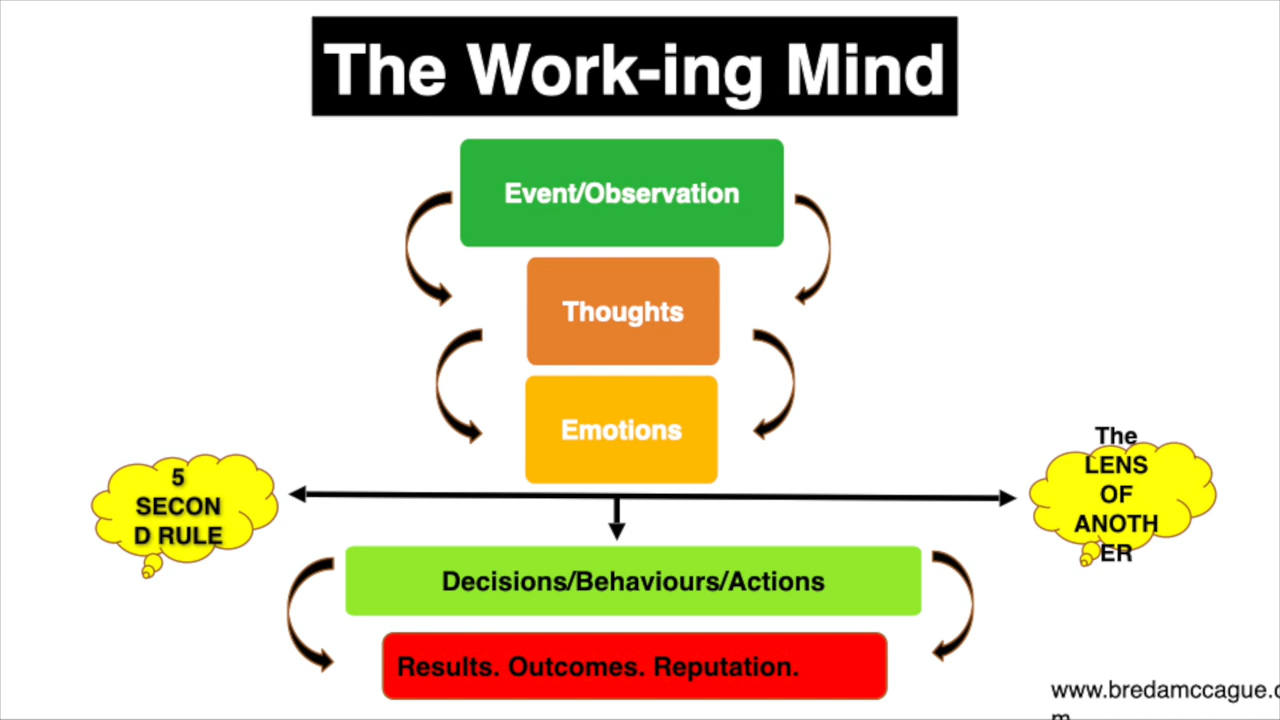 The Work-ing Mind
Event/Observation
Thoughts
Emotions
5
SECON
D RULE
The
LENS
OF
ANOTH
ER
Decisions/Behaviours/Actions
Results. Outcomes. Reputation.
www.bredamccague.c
m